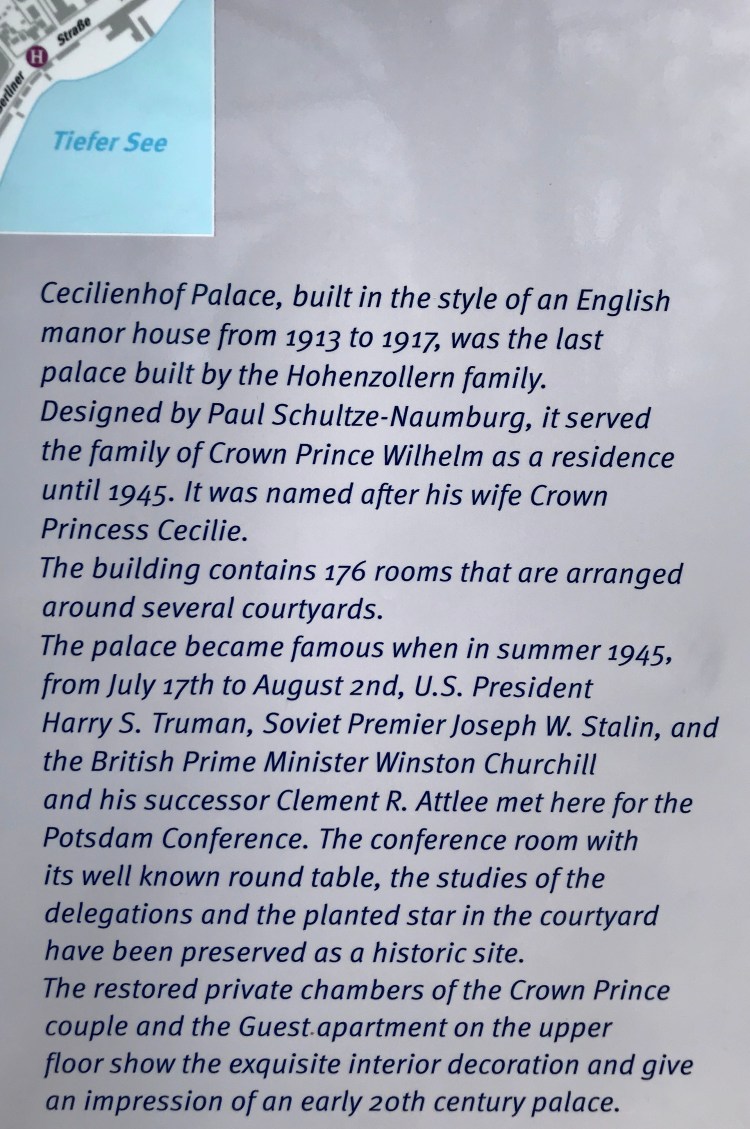 H
Straße
Berliner
Tiefer See
Cecilienhof Palace, built in the style of an English
manor house from 1913 to 1917, was the last
palace built by the Hohenzollern family.
Designed by Paul Schultze-Naumburg, it served
the family of Crown Prince Wilhelm as a residence
until 1945. It was named after his wife Crown
Princess Cecilie.
The building contains 176 rooms that are arranged
around several courtyards.
The palace became famous when in summer 1945,
from July 17th to August 2nd, U.S. President
Harry S. Truman, Soviet Premier Joseph W. Stalin, and
the British Prime Minister Winston Churchill
and his successor Clement R. Attlee met here for the
Potsdam Conference. The conference room with
its well known round table, the studies of the
delegations and the planted star in the courtyard
have been preserved as a historic site.
The restored private chambers of the Crown Prince
couple and the Guest apartment on the upper
floor show the exquisite interior decoration and give
an impression of an early 20th century palace.